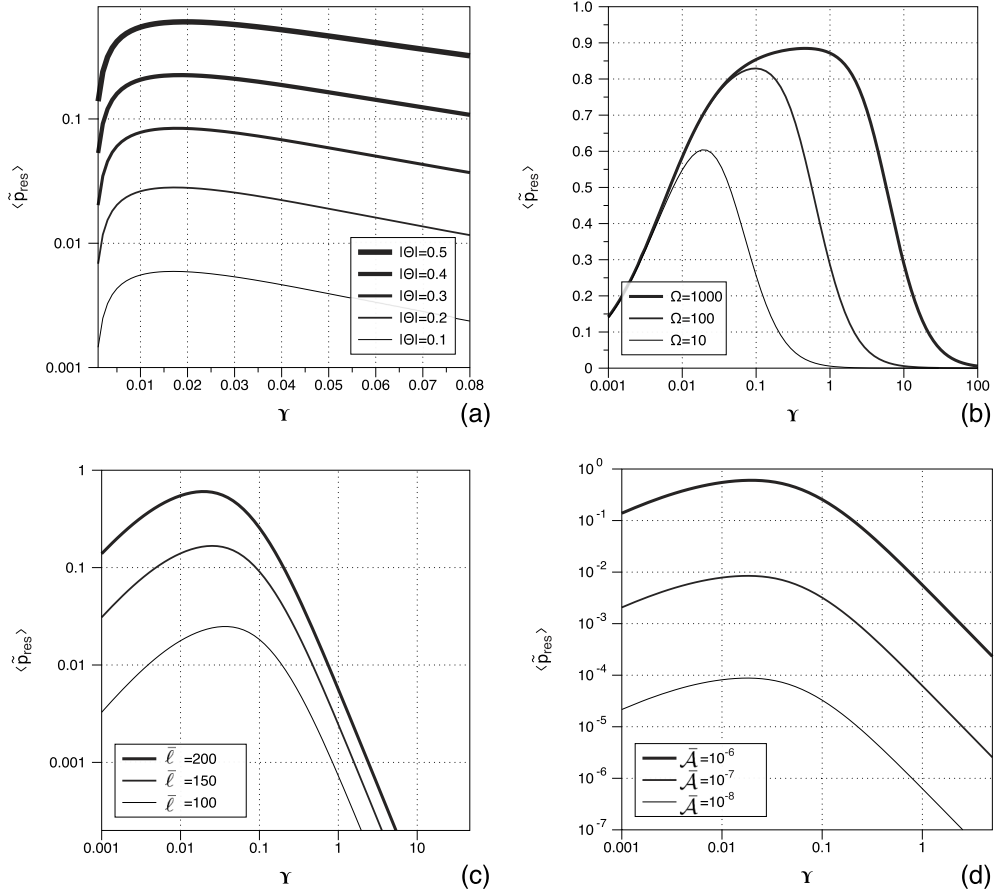 0.1
0.01
0.001
⟨p̃res⟩
|Θ|=0.5
|Θ|=0.4
|Θ|=0.3
|Θ|=0.2
|Θ|=0.1
0.01 0.02 0.03 0.04 0.05 0.06 0.07 0.08
ϒ
(a)
1.0
0.9
0.8
0.7
0.6
0.5
0.4
0.3
0.2
0.1
0
⟨p̃res⟩
Ω=1000
Ω=100
Ω=10
0.001 0.01 0.1 1 10 100
ϒ
(b)
1
0.1
0.01
0.001
⟨p̃res⟩
ℓ̄ =200
ℓ̄ =150
ℓ̄ =100
0.001 0.01 0.1 1 10
ϒ
(c)
10⁰
10⁻¹
10⁻²
10⁻³
10⁻⁴
10⁻⁵
10⁻⁶
10⁻⁷
⟨p̃res⟩
𝒜̄=10⁻⁶
𝒜̄=10⁻⁷
𝒜̄=10⁻⁸
0.001 0.01 0.1 1
ϒ
(d)